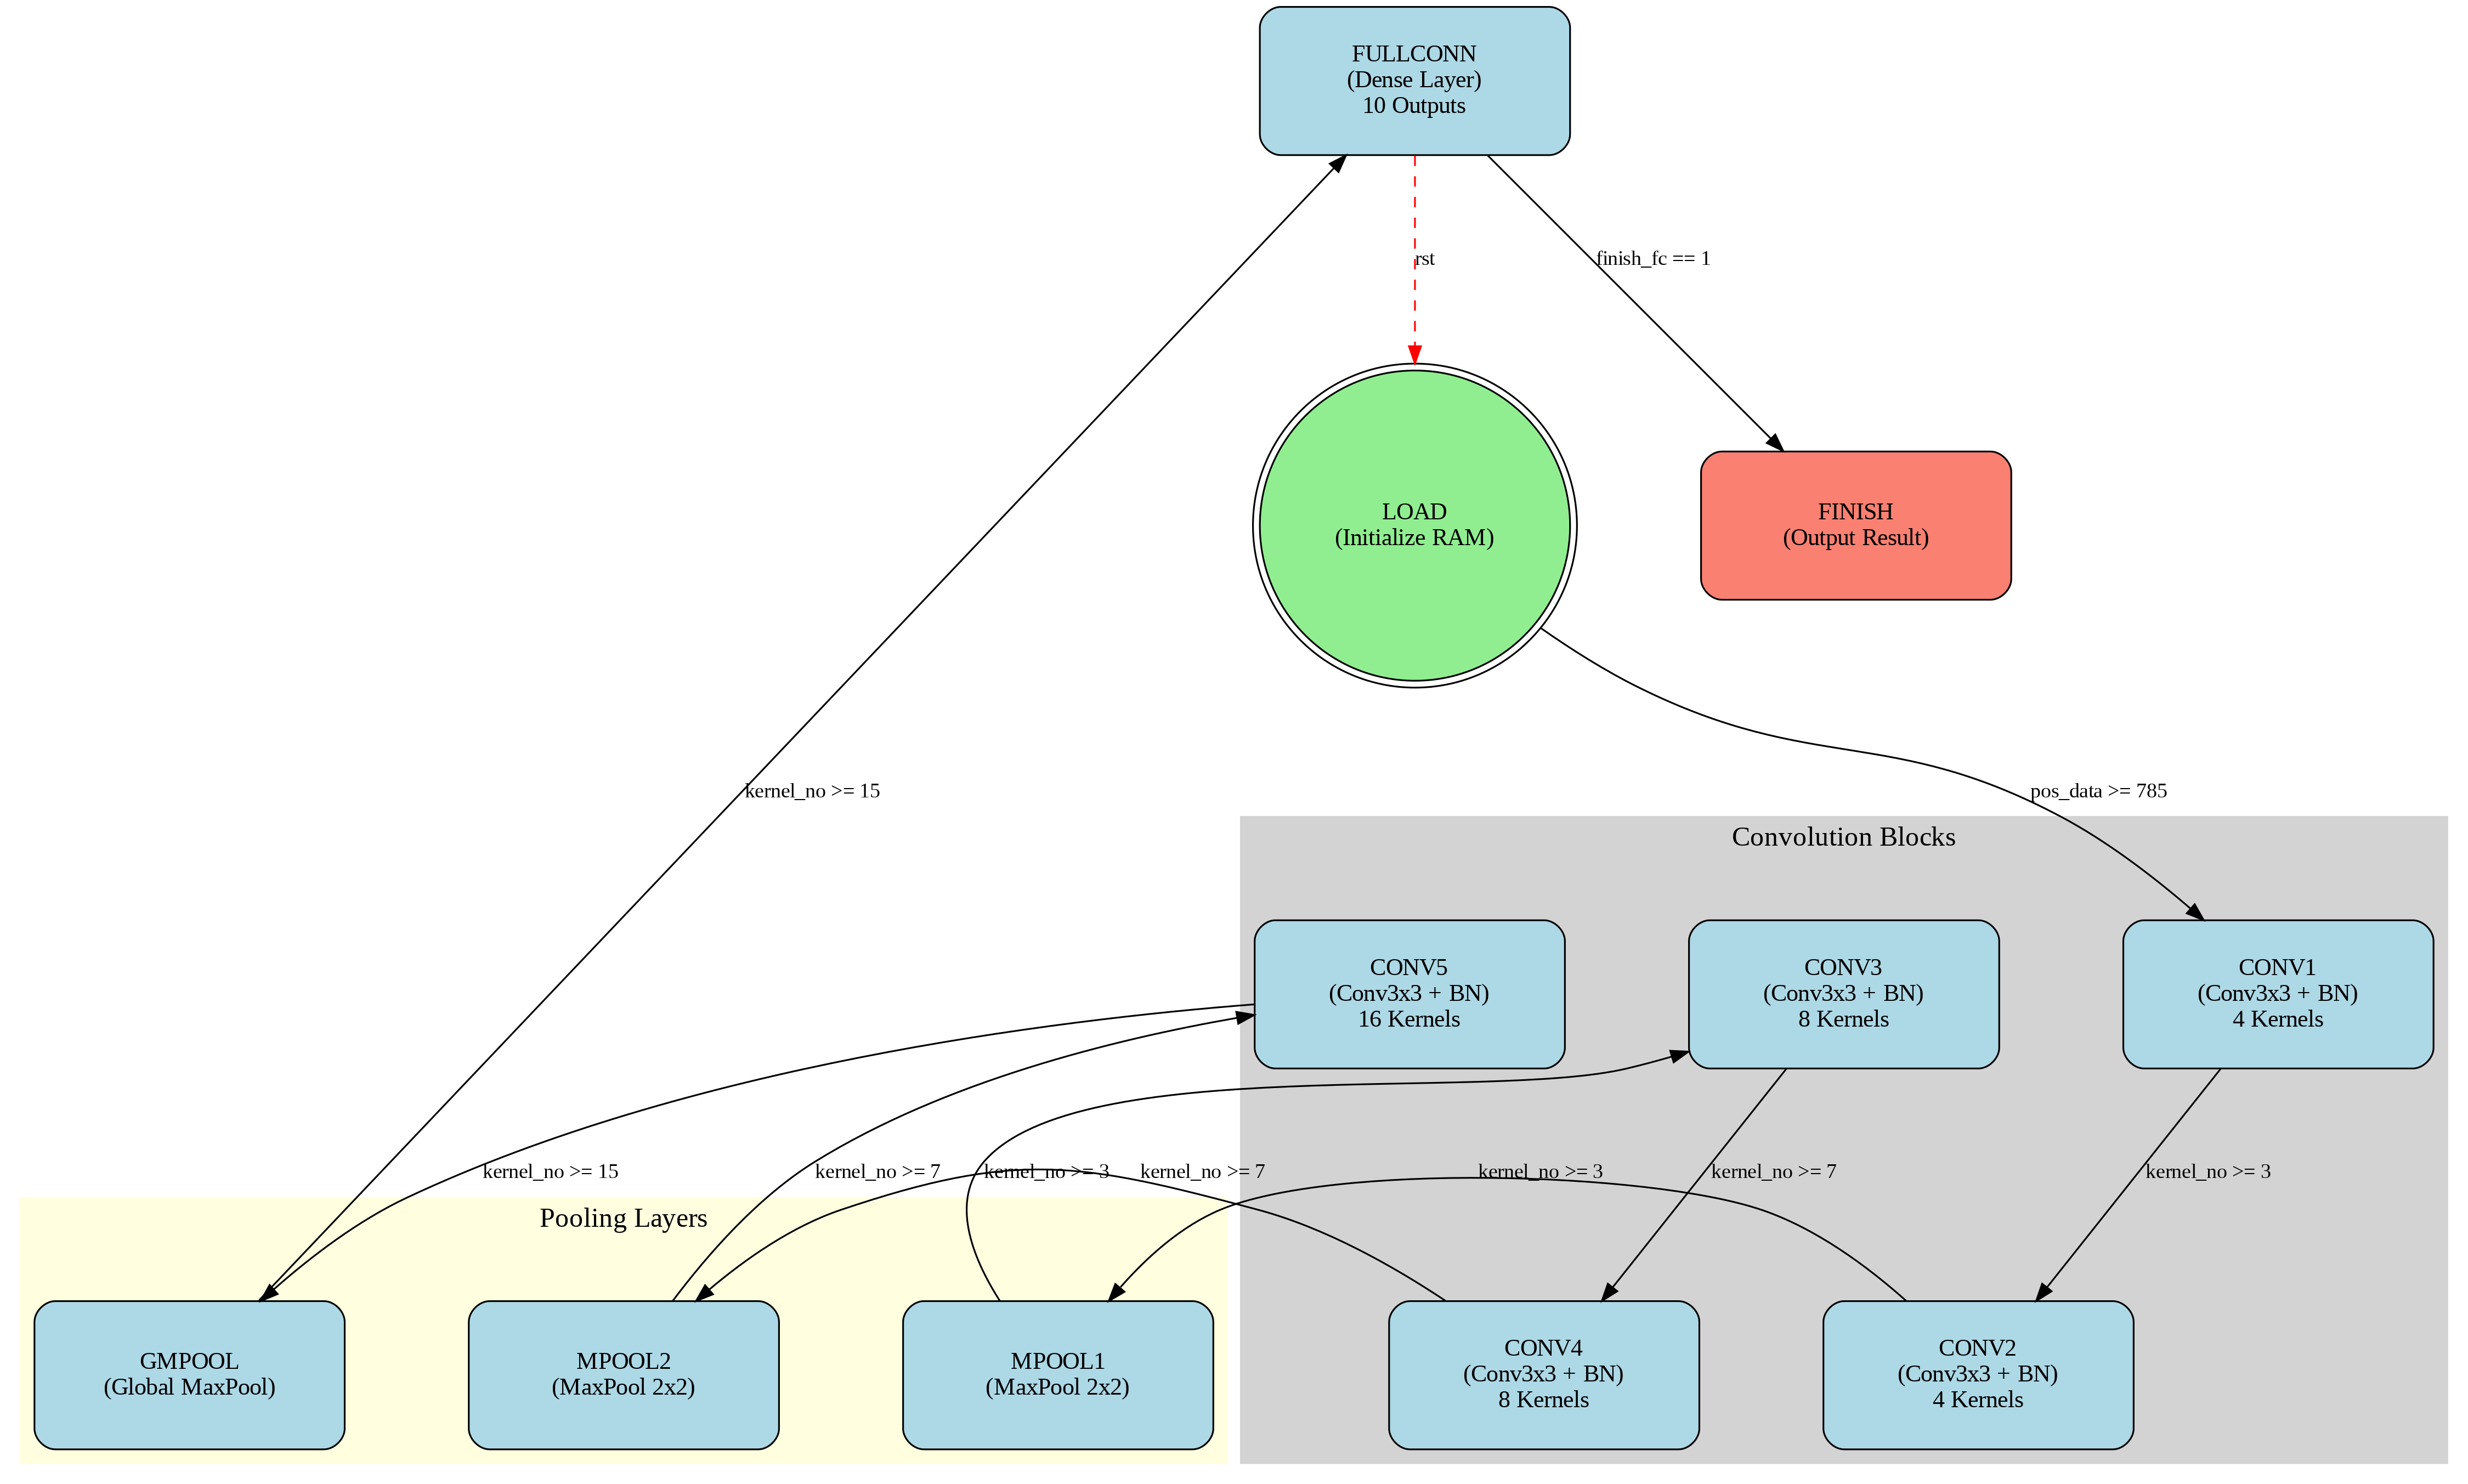 FULLCONN
(Dense Layer)
10 Outputs
rst
finish_fc == 1
LOAD
(Initialize RAM)
FINISH
(Output Result)
kernel_no >= 15
pos_data >= 785
Convolution Blocks
CONV5
(Conv3x3 + BN)
16 Kernels
CONV3
(Conv3x3 + BN)
8 Kernels
CONV1
(Conv3x3 + BN)
4 Kernels
kernel_no >= 15
kernel_no >= 7
kernel_no >= 3
kernel_no >= 7
kernel_no >= 3
kernel_no >= 7
kernel_no >= 3
Pooling Layers
GMPOOL
(Global MaxPool)
MPOOL2
(MaxPool 2x2)
MPOOL1
(MaxPool 2x2)
CONV4
(Conv3x3 + BN)
8 Kernels
CONV2
(Conv3x3 + BN)
4 Kernels